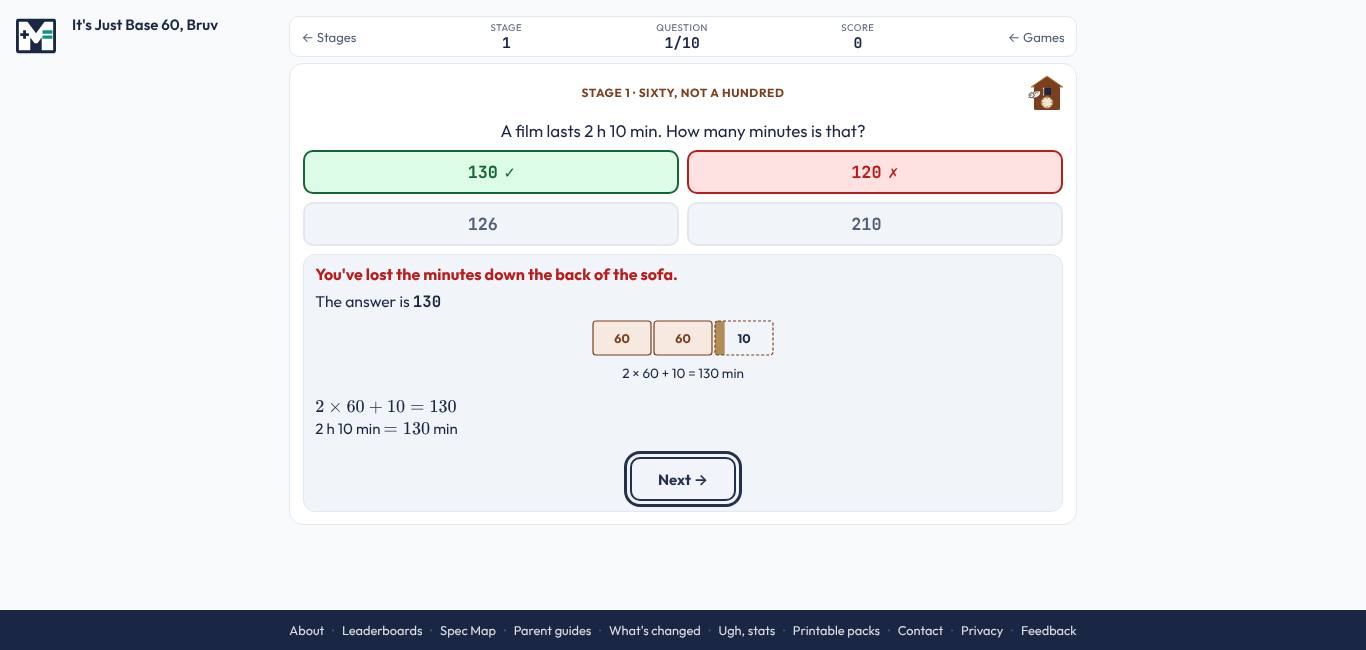 It's Just Base 60, Bruv
← Stages
STAGE
1
QUESTION
1/10
SCORE
0
← Games
STAGE 1 · SIXTY, NOT A HUNDRED
A film lasts 2 h 10 min. How many minutes is that?
130 ✓
120 ✗
126
210
You've lost the minutes down the back of the sofa.
The answer is 130
60 60 10
2 × 60 + 10 = 130 min
2 × 60 + 10 = 130
2 h 10 min = 130 min
Next →
About · Leaderboards · Spec Map · Parent guides · What's changed · Ugh, stats · Printable packs · Contact · Privacy · Feedback